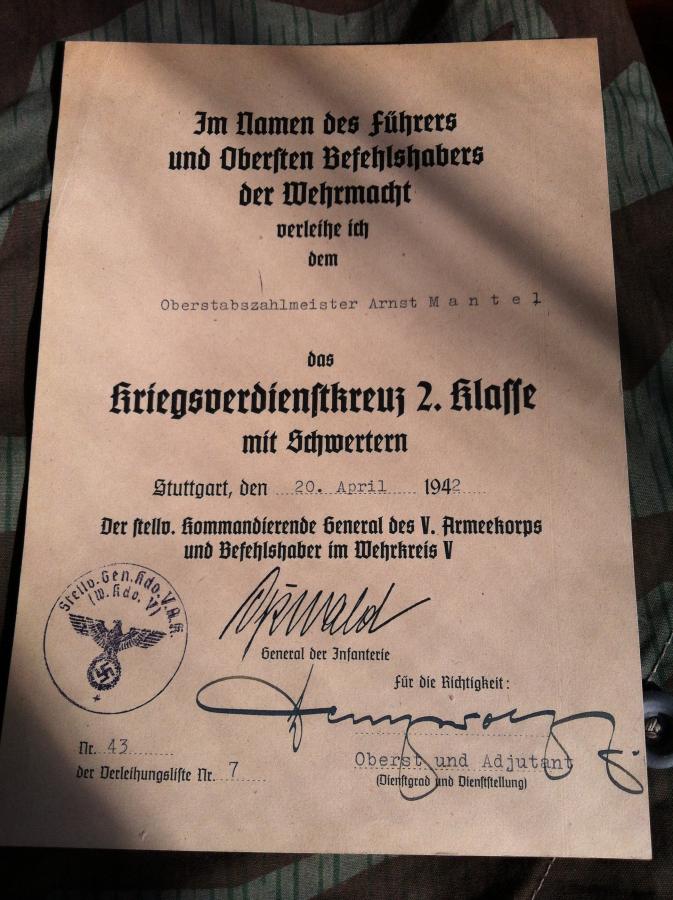 Im Namen des Führers
und Obersten Befehlshabers
der Wehrmacht
verleihe ich
dem
Oberstabszahlmeister Arnst M a n t e l
das
Kriegsverdienstkreuz 2. Klasse
mit Schwertern
Stuttgart, den 20. April 1942
Der stellv. Kommandierende General des V. Armeekorps
und Befehlshaber im Wehrkreis V
Stellv. Gen. Kdo. V. A. K.
(W. Kdo. V)
Oßwald
General der Infanterie
Für die Richtigkeit:
Oberst und Adjutant
(Dienstgrad und Dienststellung)
Nr. 43
der Verleihungsliste Nr. 7